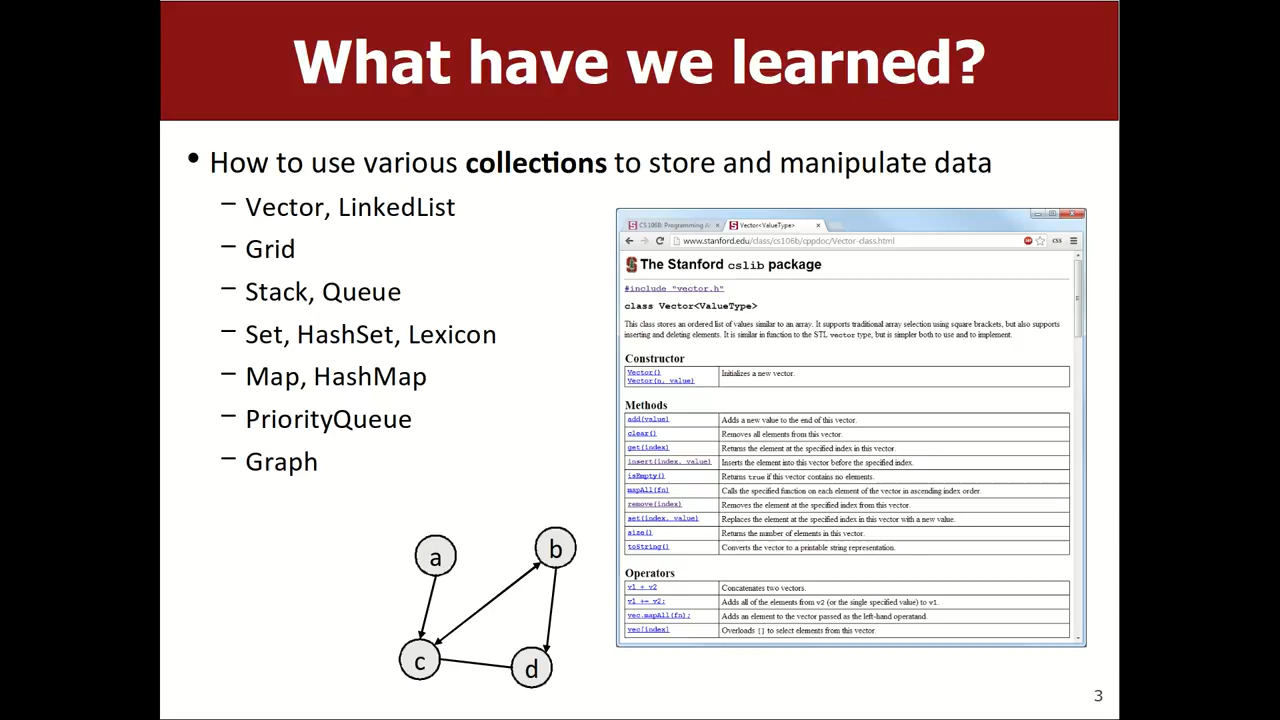 What have we learned?
• How to use various collections to store and manipulate data
– Vector, LinkedList
– Grid
– Stack, Queue
– Set, HashSet, Lexicon
– Map, HashMap
– PriorityQueue
– Graph
CS 106B: Programming A
Vector<ValueType>
www.stanford.edu/class/cs106b/cppdoc/Vector-class.html
CSS
The Stanford cslib package
#include "vector.h"
class Vector<ValueType>
This class stores an ordered list of values similar to an array. It supports traditional array selection using square brackets, but also supports
inserting and deleting elements. It is similar in function to the STL vector type, but is simpler both to use and to implement.
Constructor
Vector() Initializes a new vector.
Vector(n, value)
Methods
add(value) Adds a new value to the end of this vector.
clear() Removes all elements from this vector.
get(index) Returns the element at the specified index in this vector.
insert(index, value) Inserts the element into this vector before the specified index.
isEmpty() Returns true if this vector contains no elements.
mapAll(fn) Calls the specified function on each element of the vector in ascending index order.
remove(index) Removes the element at the specified index from this vector.
set(index, value) Replaces the element at the specified index in this vector with a new value.
size() Returns the number of elements in this vector.
toString() Converts the vector to a printable string representation.
Operators
v1 + v2 Concatenates two vectors.
v1 += v2; Adds all of the elements from v2 (or the single specified value) to v1.
vec.mapAll(fn); Adds an element to the vector passed as the left-hand operatand.
vec[index] Overloads [] to select elements from this vector.
a
b
c
d
3